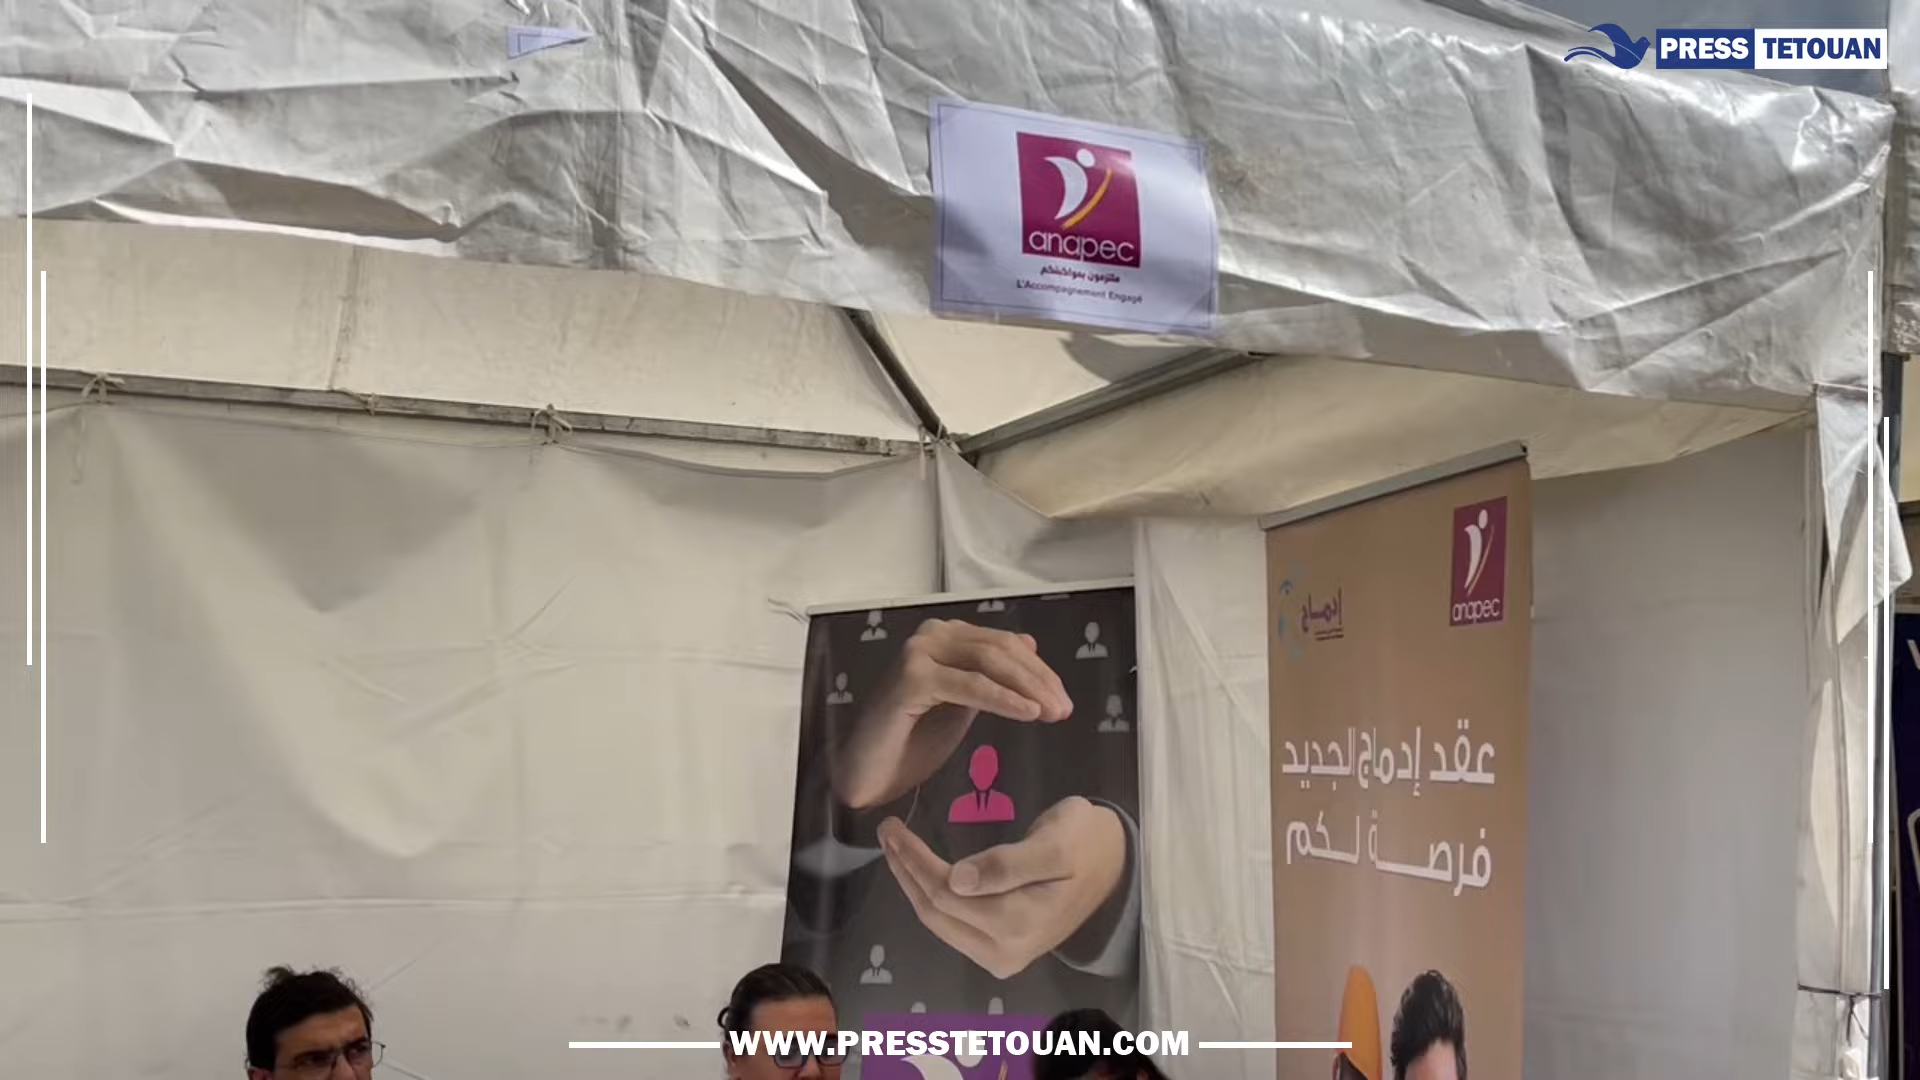 PRESS TETOUAN
anapec
ملتزمون بمواكبتكم
L'Accompagnement Engagé
anapec
إدماج
عقد إدماج الجديد
فرصة لكم
WWW.PRESSTETOUAN.COM